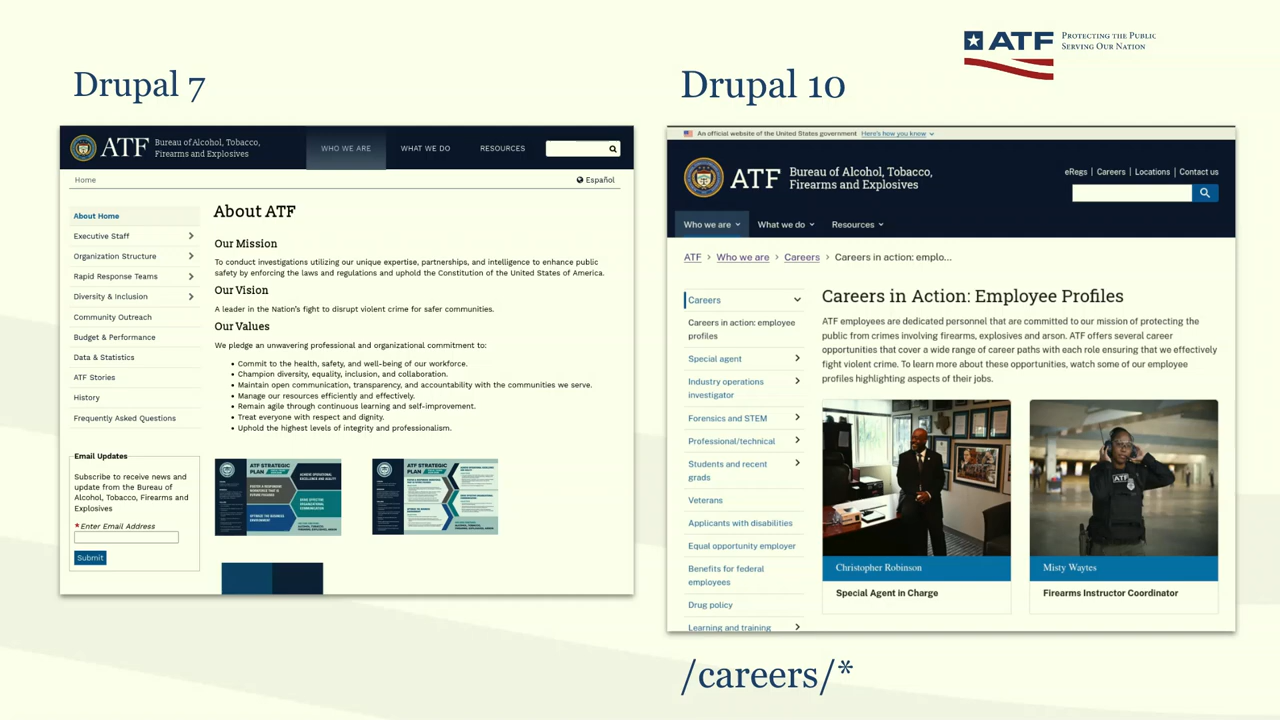 ATF
PROTECTING THE PUBLIC
SERVING OUR NATION
Drupal 7
Drupal 10
ATF
Bureau of Alcohol, Tobacco,
Firearms and Explosives
WHO WE ARE
WHAT WE DO
RESOURCES
Home
Español
About Home
Executive Staff
Organization Structure
Rapid Response Teams
Diversity & Inclusion
Community Outreach
Budget & Performance
Data & Statistics
ATF Stories
History
Frequently Asked Questions
Email Updates
Subscribe to receive news and
update from the Bureau of
Alcohol, Tobacco, Firearms and
Explosives
*Enter Email Address
Submit
About ATF
Our Mission
To conduct investigations utilizing our unique expertise, partnerships, and intelligence to enhance public
safety by enforcing the laws and regulations and uphold the Constitution of the United States of America.
Our Vision
A leader in the Nation's fight to disrupt violent crime for safer communities.
Our Values
We pledge an unwavering professional and organizational commitment to:
• Commit to the health, safety, and well-being of our workforce.
• Champion diversity, equality, inclusion, and collaboration.
• Maintain open communication, transparency, and accountability with the communities we serve.
• Manage our resources efficiently and effectively.
• Remain agile through continuous learning and self-improvement.
• Treat everyone with respect and dignity.
• Uphold the highest levels of integrity and professionalism.
ATF STRATEGIC
PLAN
ATF STRATEGIC
PLAN
An official website of the United States government Here's how you know
ATF
Bureau of Alcohol, Tobacco,
Firearms and Explosives
eRegs | Careers | Locations | Contact us
Who we are
What we do
Resources
ATF > Who we are > Careers > Careers in action: emplo...
Careers
Careers in action: employee
profiles
Special agent
Industry operations
investigator
Forensics and STEM
Professional/technical
Students and recent
grads
Veterans
Applicants with disabilities
Equal opportunity employer
Benefits for federal
employees
Drug policy
Learning and training
Careers in Action: Employee Profiles
ATF employees are dedicated personnel that are committed to our mission of protecting the
public from crimes involving firearms, explosives and arson. ATF offers several career
opportunities that cover a wide range of career paths with each role ensuring that we effectively
fight violent crime. To learn more about these opportunities, watch some of our employee
profiles highlighting aspects of their jobs.
ATF
Christopher Robinson
Special Agent in Charge
Misty Waytes
Firearms Instructor Coordinator
/careers/*